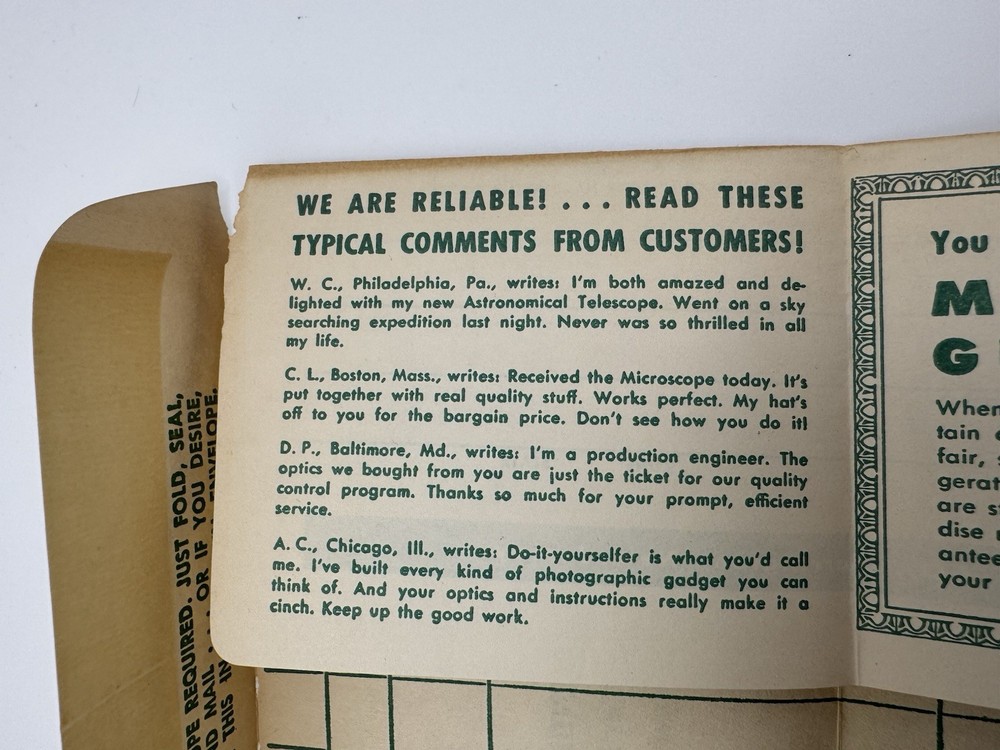 WE ARE RELIABLE! . . . READ THESE
TYPICAL COMMENTS FROM CUSTOMERS!
W. C., Philadelphia, Pa., writes: I'm both amazed and de-
lighted with my new Astronomical Telescope. Went on a sky
searching expedition last night. Never was so thrilled in all
my life.
C. L., Boston, Mass., writes: Received the Microscope today. It's
put together with real quality stuff. Works perfect. My hat's
off to you for the bargain price. Don't see how you do it!
D. P., Baltimore, Md., writes: I'm a production engineer. The
optics we bought from you are just the ticket for our quality
control program. Thanks so much for your prompt, efficient
service.
A. C., Chicago, Ill., writes: Do-it-yourselfer is what you'd call
me. I've built every kind of photographic gadget you can
think of. And your optics and instructions really make it a
cinch. Keep up the good work.
You
M
G
When
tain
fair,
gerat
are
dise
antee
your
REQUIRED. JUST FOLD, SEAL,
MAIL . . . OR IF YOU DESIRE,
THIS ENVELOPE.